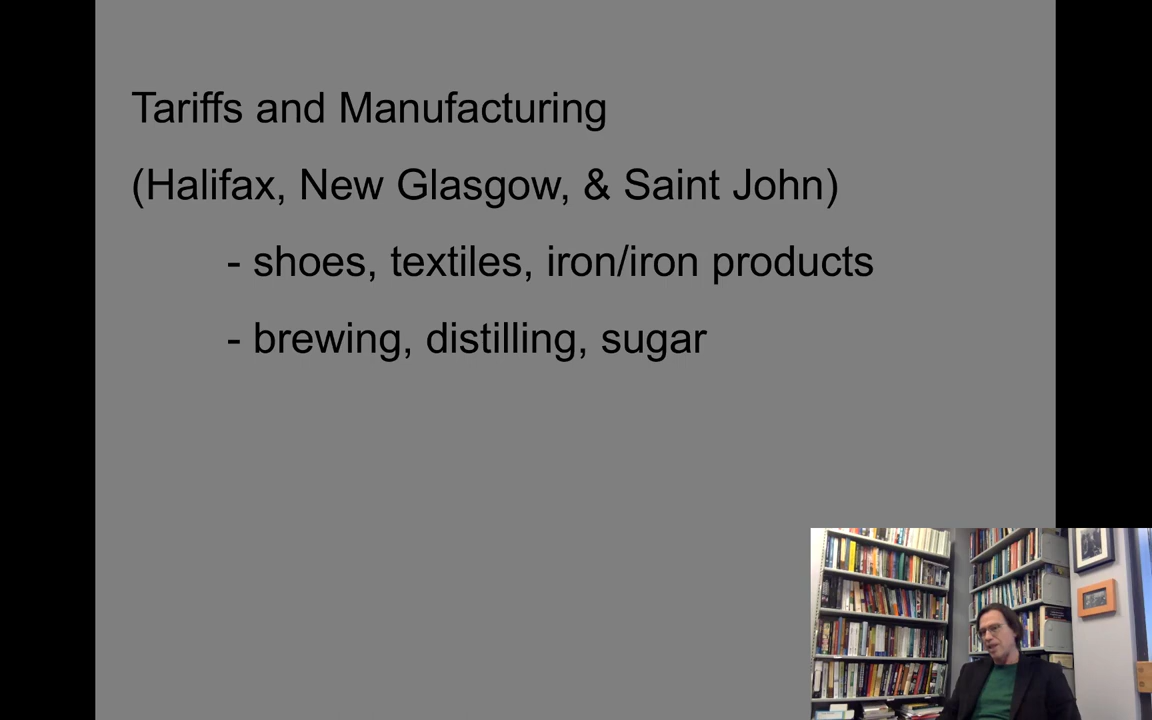 Tariffs and Manufacturing
(Halifax, New Glasgow, & Saint John)
- shoes, textiles, iron/iron products
- brewing, distilling, sugar